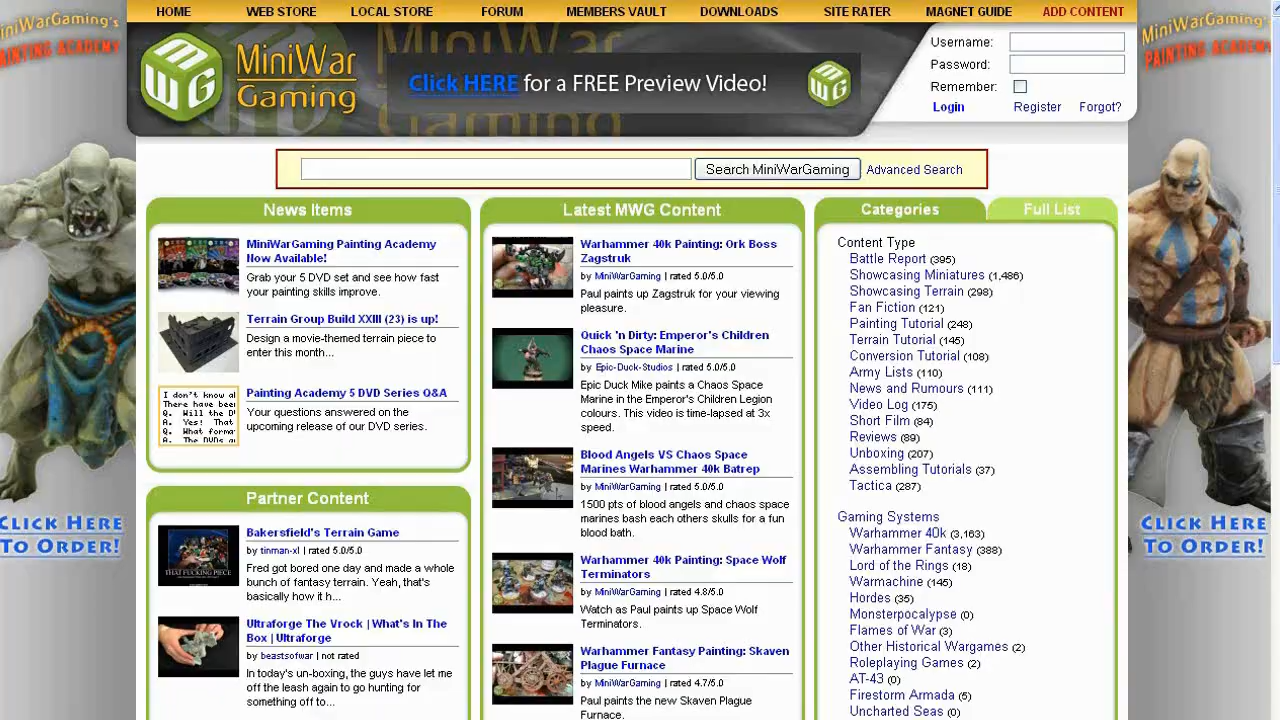 HOME WEB STORE LOCAL STORE FORUM MEMBERS VAULT DOWNLOADS SITE RATER MAGNET GUIDE ADD CONTENT
MiniWarGaming's
PAINTING ACADEMY
MWG
MiniWar
Gaming
Click HERE for a FREE Preview Video!
MWG
Username:
Password:
Remember:
Login Register Forgot?
MiniWarGaming's
PAINTING ACADEMY
Search MiniWarGaming Advanced Search
News Items
MiniWarGaming Painting Academy
Now Available!
Grab your 5 DVD set and see how fast
your painting skills improve.
Terrain Group Build XXIII (23) is up!
Design a movie-themed terrain piece to
enter this month...
I don't know al
There have bee
Q. Will the D
A. Yes! That
Q. What forma
A. The DVDs a
Painting Academy 5 DVD Series Q&A
Your questions answered on the
upcoming release of our DVD series.
Partner Content
THAT FUCKING PIECE
Bakersfield's Terrain Game
by tinman-xl | rated 5.0/5.0
Fred got bored one day and made a whole
bunch of fantasy terrain. Yeah, that's
basically how it h...
Ultraforge The Vrock | What's In The
Box | Ultraforge
by beastsofwar | not rated
In today's un-boxing, the guys have let me
off the leash again to go hunting for
something off to...
Latest MWG Content
Warhammer 40k Painting: Ork Boss
Zagstruk
by MiniWarGaming | rated 5.0/5.0
Paul paints up Zagstruk for your viewing
pleasure.
Quick 'n Dirty: Emperor's Children
Chaos Space Marine
by Epic-Duck-Studios | rated 5.0/5.0
Epic Duck Mike paints a Chaos Space
Marine in the Emperor's Children Legion
colours. This video is time-lapsed at 3x
speed.
Blood Angels VS Chaos Space
Marines Warhammer 40k Batrep
by MiniWarGaming | rated 5.0/5.0
1500 pts of blood angels and chaos space
marines bash each others skulls for a fun
blood bath.
Warhammer 40k Painting: Space Wolf
Terminators
by MiniWarGaming | rated 4.8/5.0
Watch as Paul paints up Space Wolf
Terminators.
Warhammer Fantasy Painting: Skaven
Plague Furnace
by MiniWarGaming | rated 4.7/5.0
Paul paints the new Skaven Plague
Furnace.
Categories Full List
Content Type
Battle Report (395)
Showcasing Miniatures (1,486)
Showcasing Terrain (298)
Fan Fiction (121)
Painting Tutorial (248)
Terrain Tutorial (145)
Conversion Tutorial (108)
Army Lists (110)
News and Rumours (111)
Video Log (175)
Short Film (84)
Reviews (89)
Unboxing (207)
Assembling Tutorials (37)
Tactica (287)
Gaming Systems
Warhammer 40k (3,163)
Warhammer Fantasy (388)
Lord of the Rings (18)
Warmachine (145)
Hordes (35)
Monsterpocalypse (0)
Flames of War (3)
Other Historical Wargames (2)
Roleplaying Games (2)
AT-43 (0)
Firestorm Armada (5)
Uncharted Seas (0)
CLICK HERE
TO ORDER!
CLICK HERE
TO ORDER!